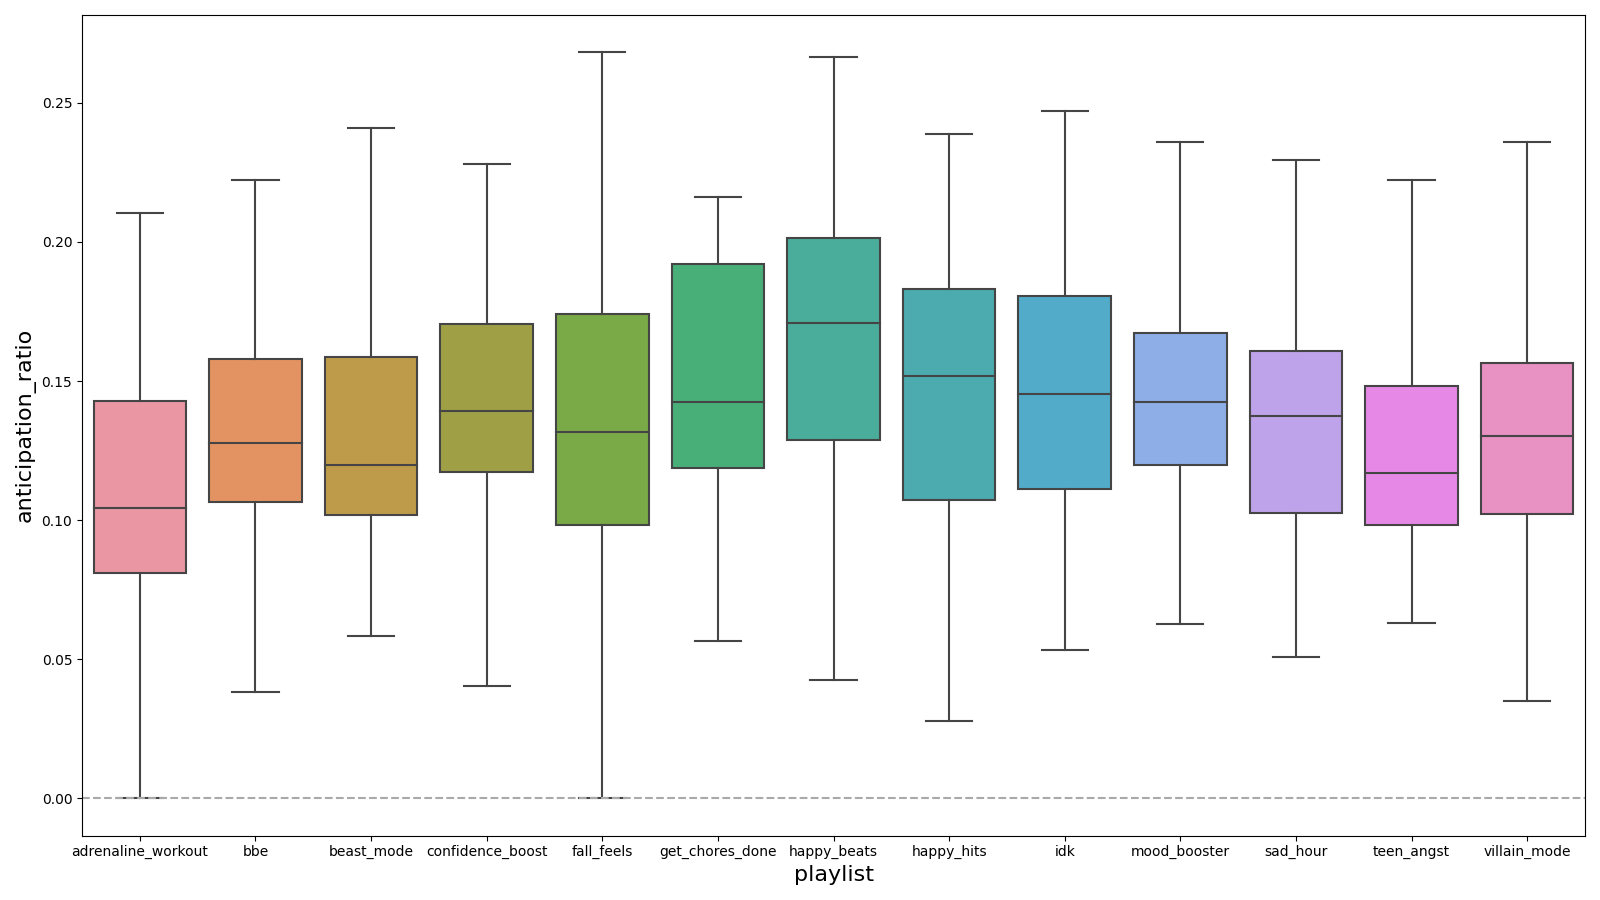 anticipation_ratio
0.25
0.20
0.15
0.10
0.05
0.00
adrenaline_workout bbe beast_mode confidence_boost fall_feels get_chores_done happy_beats happy_hits idk mood_booster sad_hour teen_angst villain_mode
playlist